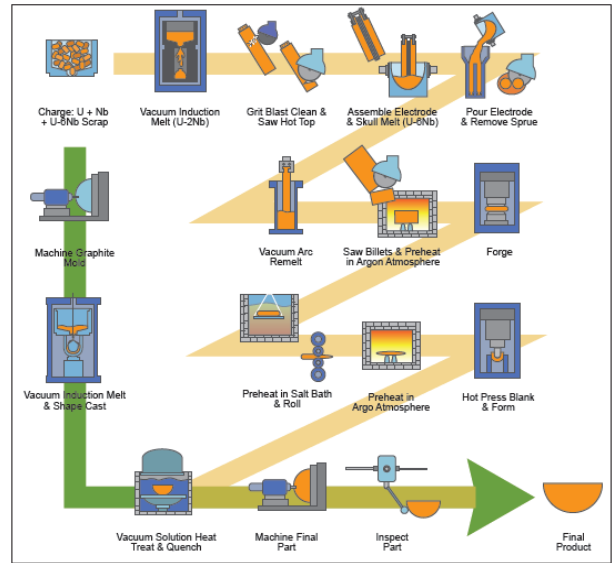 Charge: U + Nb
+ U-6Nb Scrap
Vacuum Induction
Melt (U-2Nb)
Grit Blast Clean &
Saw Hot Top
Assemble Electrode
& Skull Melt (U-6Nb)
Pour Electrode
& Remove Sprue
Machine Graphite
Mold
Vacuum Arc
Remelt
Saw Billets & Preheat
in Argon Atmosphere
Forge
Vacuum Induction Melt
& Shape Cast
Preheat in Salt Bath
& Roll
Preheat in
Argo Atmosphere
Hot Press Blank
& Form
Vacuum Solution Heat
Treat & Quench
Machine Final
Part
Inspect
Part
Final
Product